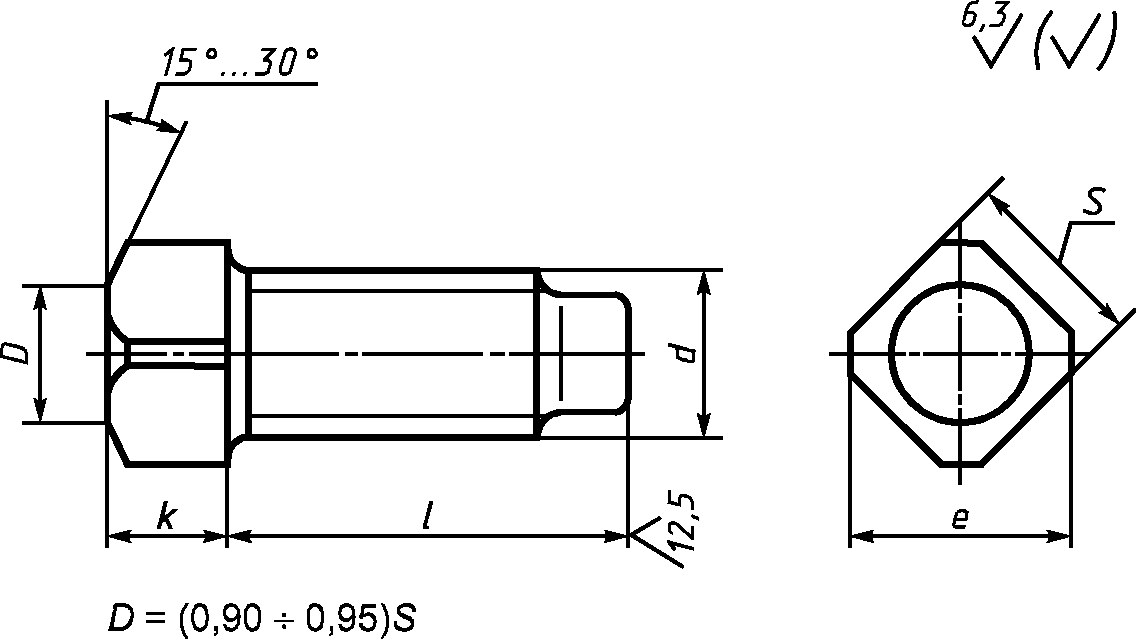 6,3 (√)
15°...30°
S
D
d
k
l
12,5
e
D = (0,90 ÷ 0,95)S